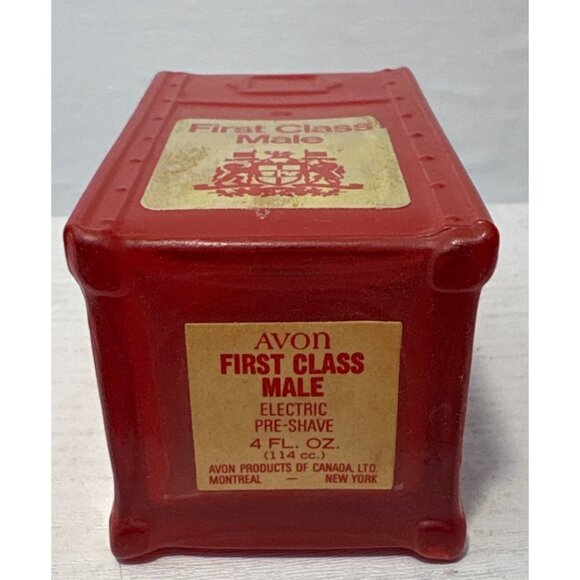 First Class
Male
AVON
FIRST CLASS
MALE
ELECTRIC
PRE-SHAVE
4 FL. OZ.
(114 cc.)
AVON PRODUCTS OF CANADA, LTD.
MONTREAL — NEW YORK